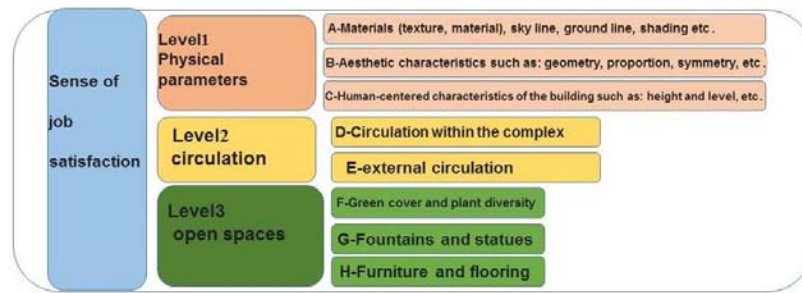 Sense of
job
satisfaction
Level1
Physical
parameters
A-Materials (texture, material), sky line, ground line, shading etc .
B-Aesthetic characteristics such as: geometry, proportion, symmetry, etc.
C-Human-centered characteristics of the building such as: height and level, etc.
Level2
circulation
D-Circulation within the complex
E-external circulation
Level3
open spaces
F-Green cover and plant diversity
G-Fountains and statues
H-Furniture and flooring